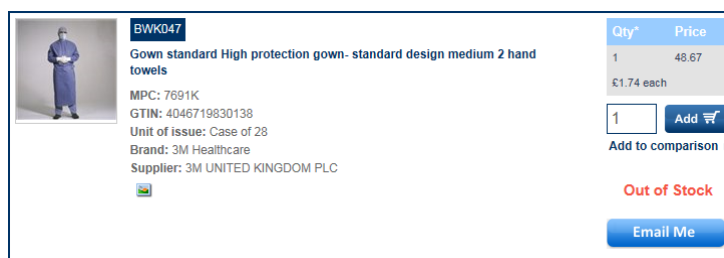 BWK047
Gown standard High protection gown- standard design medium 2 hand
towels
MPC: 7691K
GTIN: 4046719830138
Unit of issue: Case of 28
Brand: 3M Healthcare
Supplier: 3M UNITED KINGDOM PLC
Qty* Price
1 48.67
£1.74 each
1 Add
Add to comparison
Out of Stock
Email Me